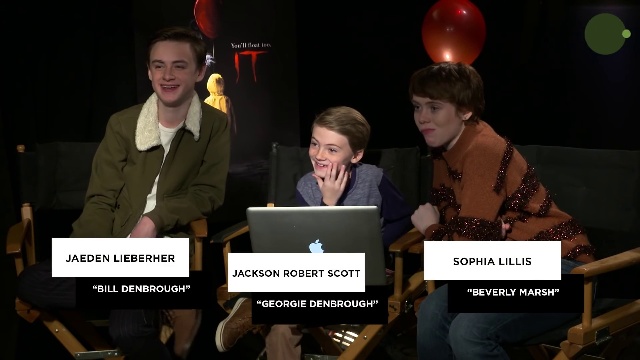 You'll float too.
IT
JAEDEN LIEBERHER
"BILL DENBROUGH"
JACKSON ROBERT SCOTT
"GEORGIE DENBROUGH"
SOPHIA LILLIS
"BEVERLY MARSH"